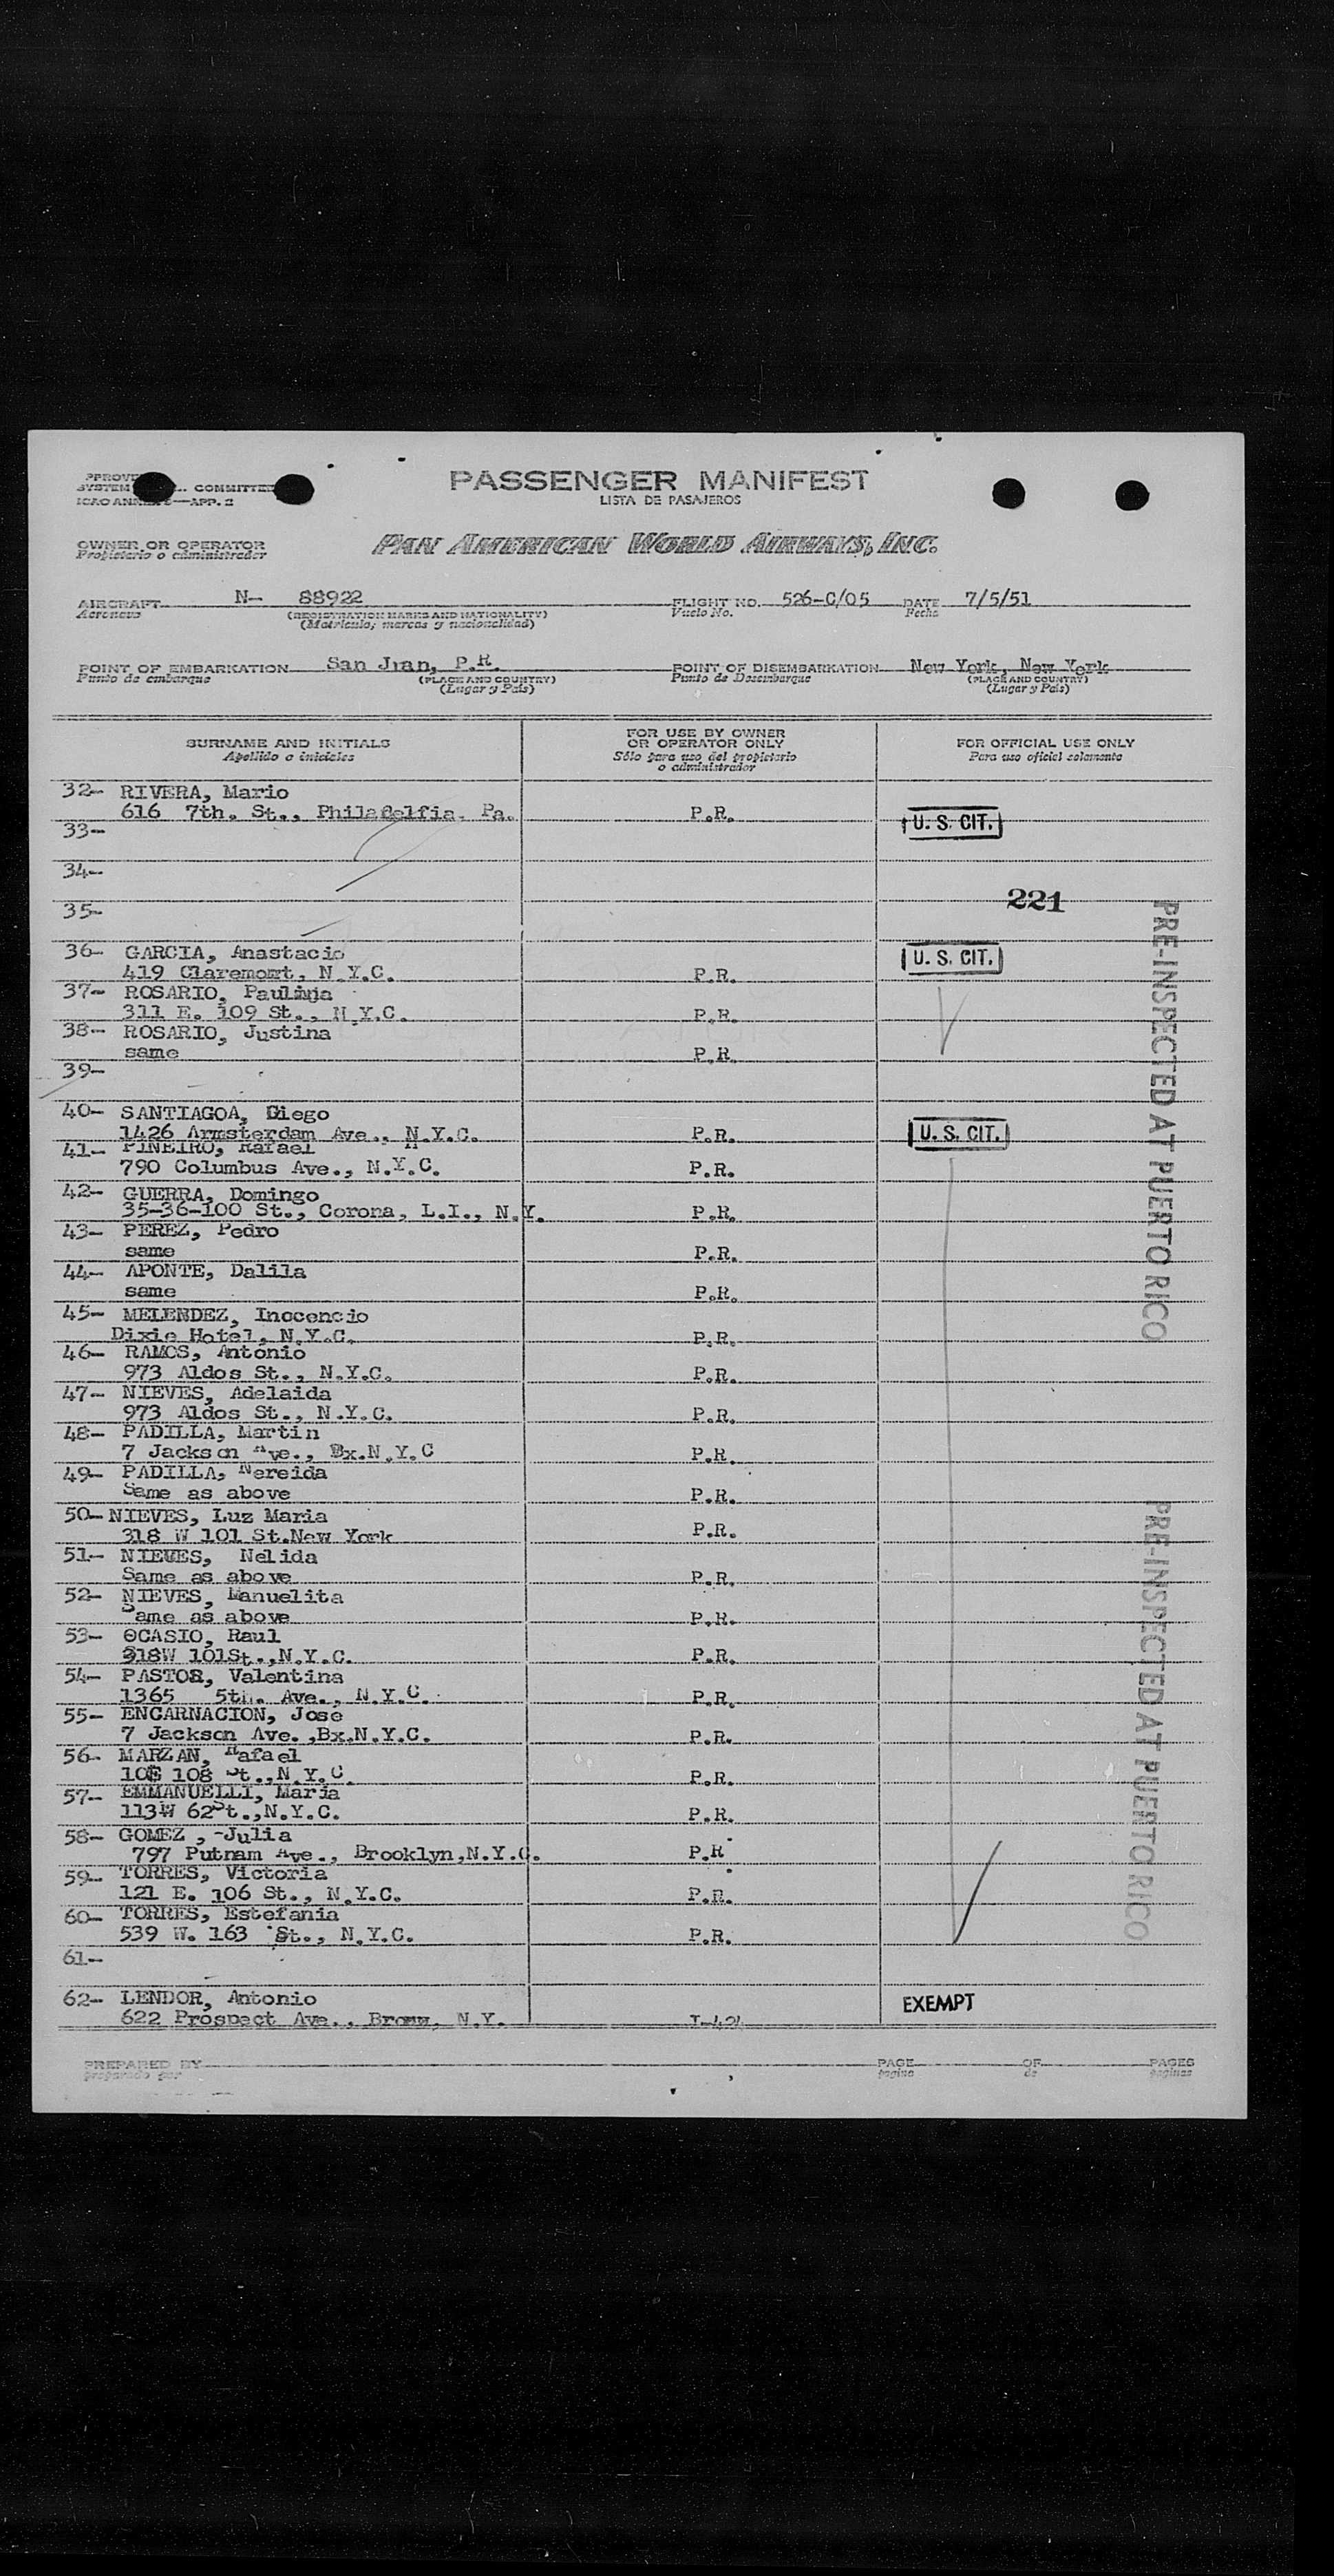 PASSENGER MANIFEST
LISTA DE PASAJEROS
SYSTEM COMMITTEE
—APP. 2
OWNER OR OPERATOR
Propietario o administrador
PAN AMERICAN WORLD AIRWAYS, INC.
AIRCRAFT N- 88922 FLIGHT NO. 526-C/05 DATE 7/5/51
Aeronave (REGISTRATION MARKS AND NATIONALITY) Vuelo No. Fecha
(Matrícula, marcas y nacionalidad)
POINT OF EMBARKATION San Juan, P.R. POINT OF DISEMBARKATION New York, New York
Punto de embarque (PLACE AND COUNTRY) Punto de Desembarque (PLACE AND COUNTRY)
(Lugar y País) (Lugar y País)
SURNAME AND INITIALS
Apellido o iniciales
FOR USE BY OWNER
OR OPERATOR ONLY
Sólo para uso del propietario
o administrador
FOR OFFICIAL USE ONLY
Para uso oficial solamente
32- RIVERA, Mario
616 7th. St., Philadelfia, Pa. P.R. U. S. CIT.
33-
34-
35- 221
36- GARCIA, Anastacio U. S. CIT.
419 Claremont, N.Y.C. P.R.
37- ROSARIO, Paulina
311 E. 109 St., N.Y.C. P.R.
38- ROSARIO, Justina
same P.R.
39-
40- SANTIAGOA, Diego
1426 Armsterdam Ave., N.Y.C. P.R. U. S. CIT.
41- PINEIRO, Rafael
790 Columbus Ave., N.Y.C. P.R.
42- GUERRA, Domingo
35-36-100 St., Corona, L.I., N.Y. P.R.
43- PEREZ, Pedro
same P.R.
44- APONTE, Dalila
same P.R.
45- MELENDEZ, Inocencio
Dixie Hotel, N.Y.C. P.R.
46- RAMOS, Antonio
973 Aldos St., N.Y.C. P.R.
47- NIEVES, Adelaida
973 Aldos St., N.Y.C. P.R.
48- PADILLA, Martin
7 Jackson Ave., Bx.N.Y.C P.R.
49- PADILLA, Nereida
Same as above P.R.
50- NIEVES, Luz Maria
318 W 101 St.New York P.R.
51- NIEVES, Nelida
Same as above P.R.
52- NIEVES, Manuelita
Same as above P.R.
53- OCASIO, Raul
318W 101St.,N.Y.C. P.R.
54- PASTOR, Valentina
1365 5th. Ave., N.Y.C. P.R.
55- ENCARNACION, Jose
7 Jackson Ave.,Bx.N.Y.C. P.R.
56- MARZAN, Rafael
108 St.,N.Y.C. P.R.
57- EMMANUELLI, Maria
113W 62St.,N.Y.C. P.R.
58- GOMEZ ,-Julia
797 Putnam Ave., Brooklyn,N.Y.C. P.R
59- TORRES, Victoria
121 E. 106 St., N.Y.C. P.R.
60- TORRES, Estefania
539 W. 163 St., N.Y.C. P.R.
61-
62- LENDOR, Antonio EXEMPT
622 Prospect Ave., Bronx, N.Y.
PRE-INSPECTED AT PUERTO RICO
PRE-INSPECTED AT PUERTO RICO
PREPARED BY PAGE OF PAGES
preparado por página de páginas